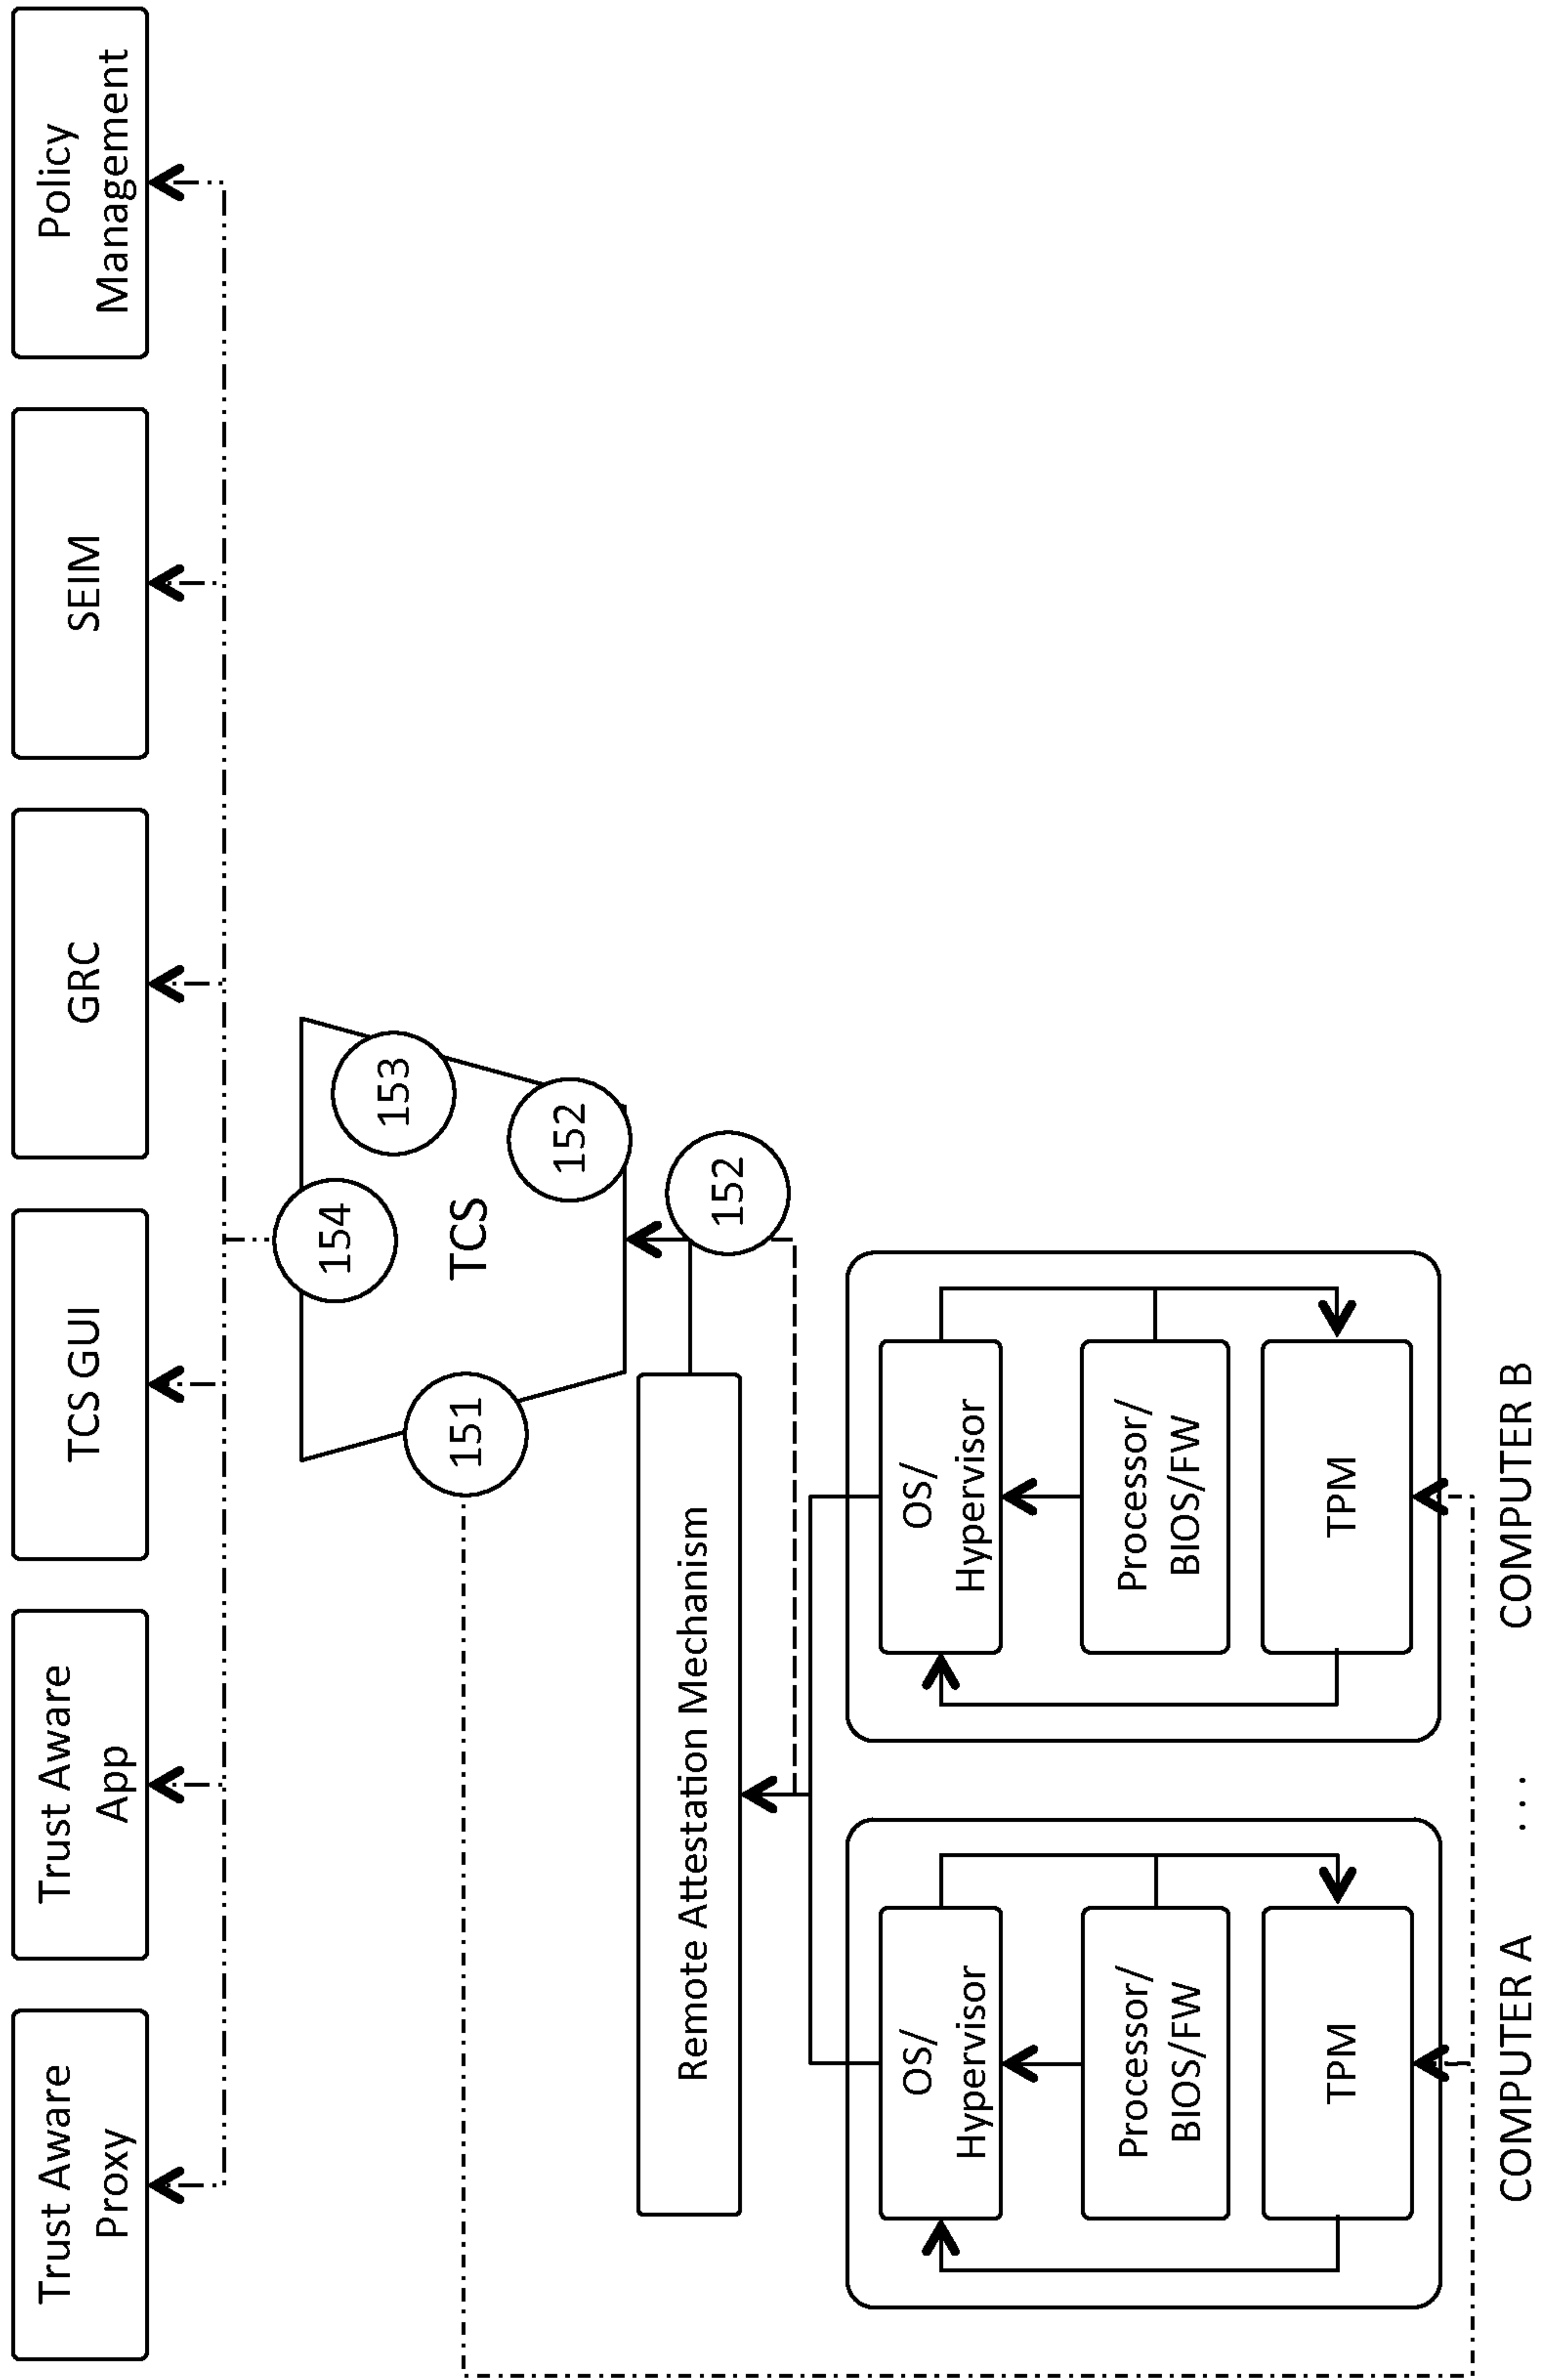 Trust Aware
Proxy
Trust Aware
App
TCS GUI
GRC
SEIM
Policy
Management
154
153
151
TCS
152
152
Remote Attestation Mechanism
OS/
Hypervisor
Processor/
BIOS/FW
TPM
OS/
Hypervisor
Processor/
BIOS/FW
TPM
COMPUTER A
. . .
COMPUTER B